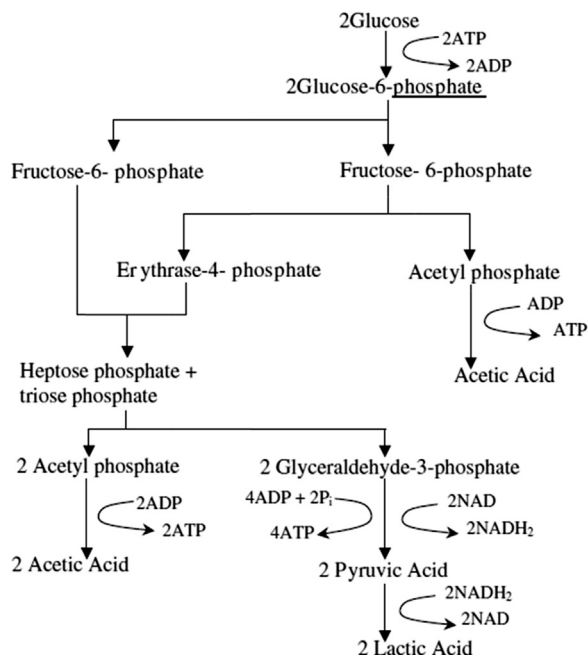 2Glucose
2ATP
2ADP
2Glucose-6-phosphate
Fructose-6- phosphate
Fructose- 6-phosphate
Er ythrase-4- phosphate
Acetyl phosphate
ADP
ATP
Acetic Acid
Heptose phosphate +
triose phosphate
2 Acetyl phosphate
2 Glyceraldehyde-3-phosphate
2ADP
2ATP
4ADP + 2Pi
4ATP
2NAD
2NADH2
2 Acetic Acid
2 Pyruvic Acid
2NADH2
2NAD
2 Lactic Acid